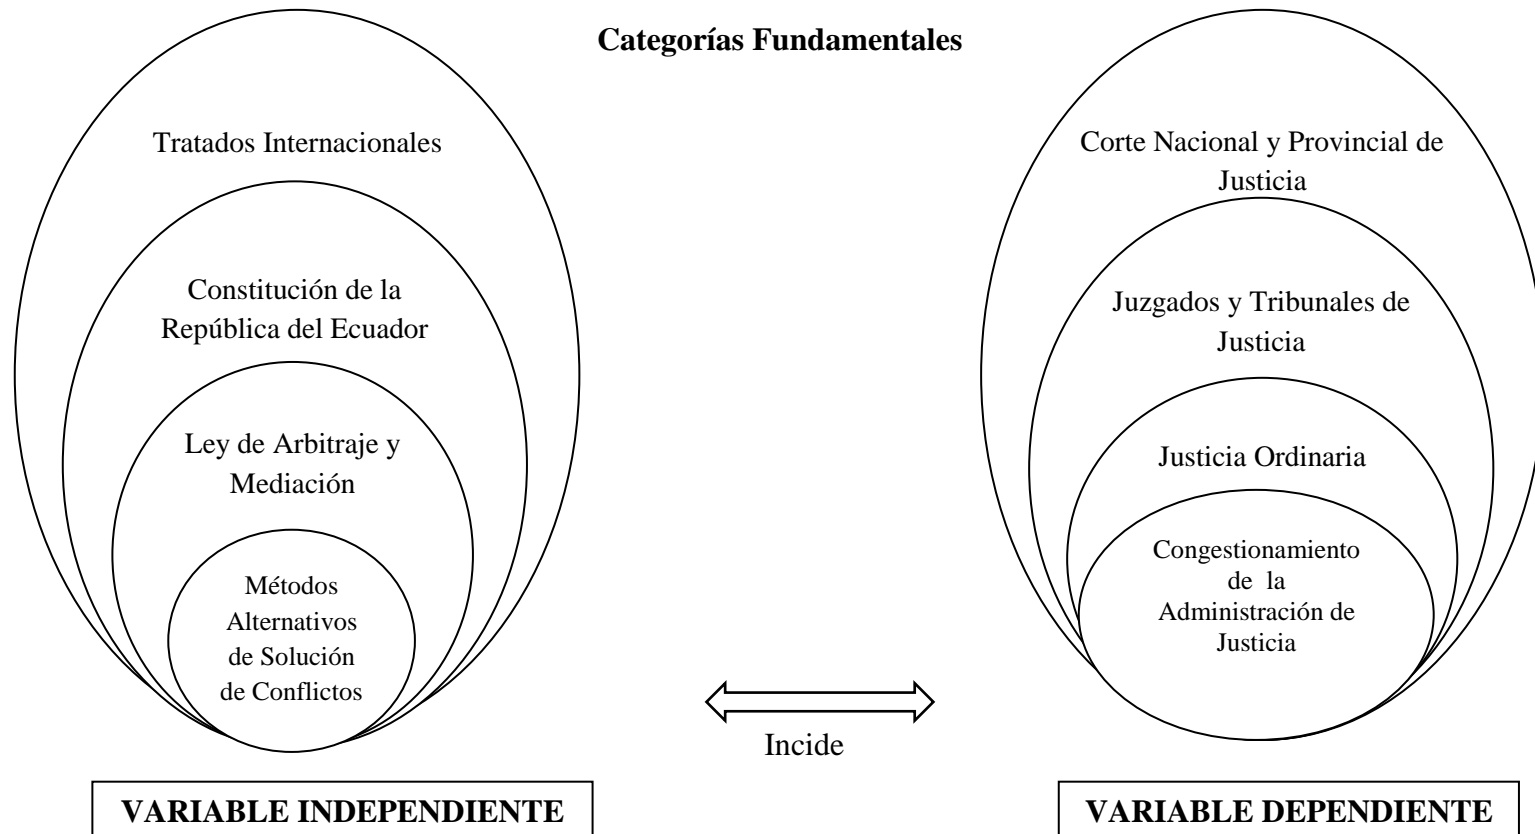 Categorías Fundamentales
Tratados Internacionales
Constitución de la
República del Ecuador
Ley de Arbitraje y
Mediación
Métodos
Alternativos
de Solución
de Conflictos
VARIABLE INDEPENDIENTE
Incide
Corte Nacional y Provincial de
Justicia
Juzgados y Tribunales de
Justicia
Justicia Ordinaria
Congestionamiento
de  la
Administración de
Justicia
VARIABLE DEPENDIENTE